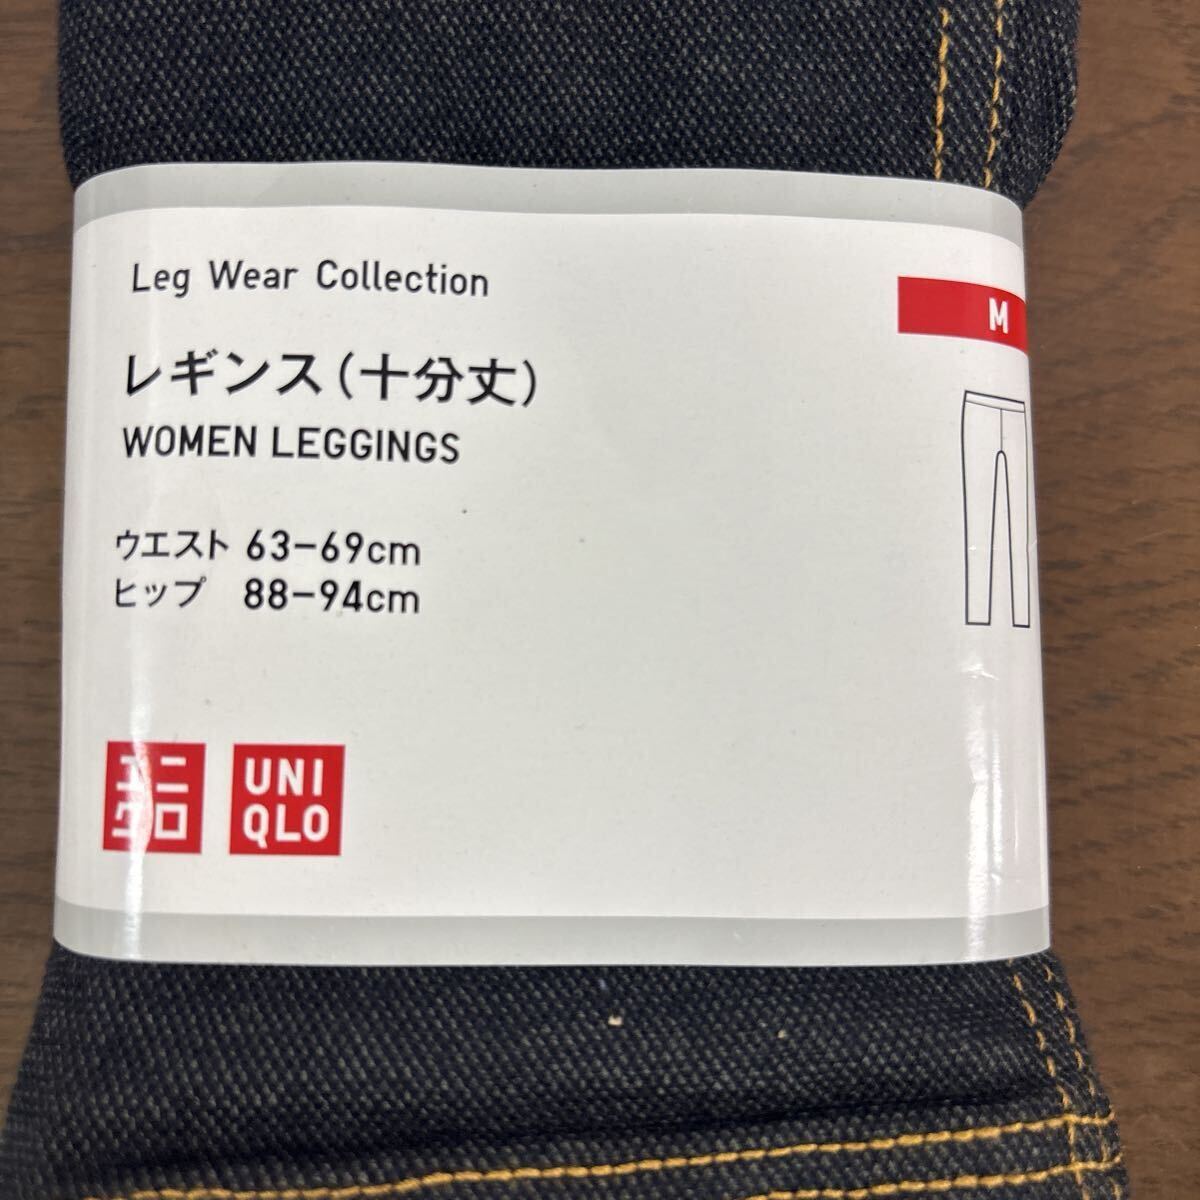 Leg Wear Collection
M
レギンス(十分丈)
WOMEN LEGGINGS
ウエスト 63-69cm
ヒップ 88-94cm
ユニ
クロ
UNI
QLO